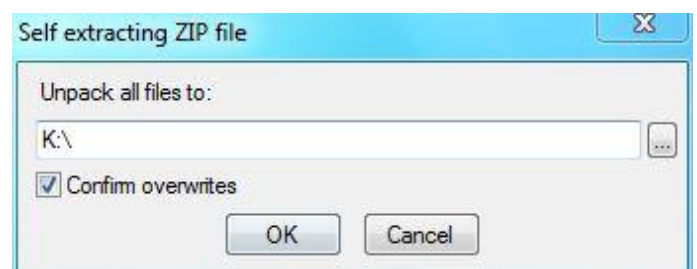 Self extracting ZIP file
Unpack all files to:
K:\
...
Confirm overwrites
OK
Cancel